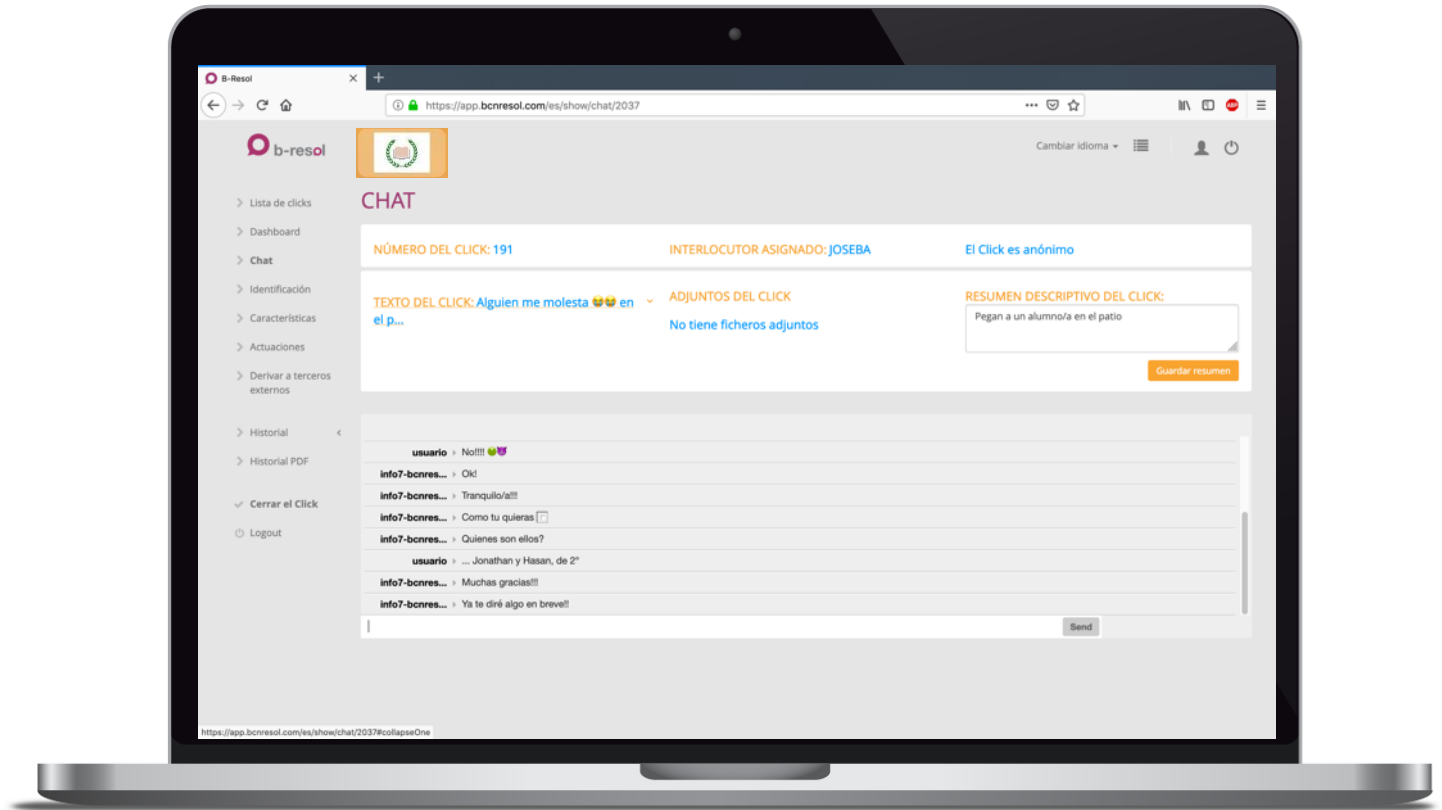 B-Resol
https://app.bcnresol.com/es/show/chat/2037
ABP
b-resol
Cambiar idioma
CHAT
Lista de clicks
Dashboard
Chat
Identificación
Características
Actuaciones
Derivar a terceros
externos
Historial
Historial PDF
Cerrar el Click
Logout
NÚMERO DEL CLICK: 191
INTERLOCUTOR ASIGNADO: JOSEBA
El Click es anónimo
TEXTO DEL CLICK: Alguien me molesta 😭😭 en
el p...
ADJUNTOS DEL CLICK
No tiene ficheros adjuntos
RESUMEN DESCRIPTIVO DEL CLICK:
Pegan a un alumno/a en el patio
Guardar resumen
usuario No!!!! 🤢😈
info7-bcnres... Ok!
info7-bcnres... Tranquilo/a!!!
info7-bcnres... Como tu quieras
info7-bcnres... Quienes son ellos?
usuario ... Jonathan y Hasan, de 2°
info7-bcnres... Muchas gracias!!!
info7-bcnres... Ya te diré algo en breve!!
Send
https://app.bcnresol.com/es/show/chat/2037#collapseOne